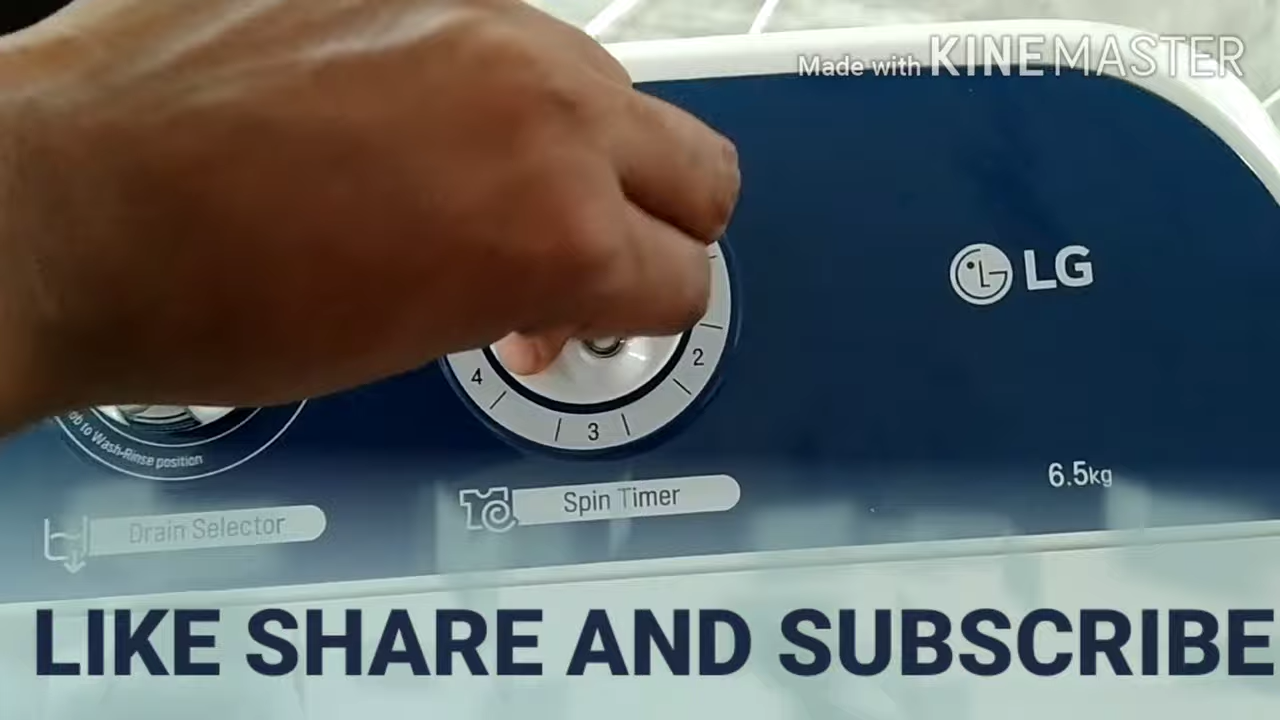 Made with KINEMASTER
LG
2
4
3
ob to Wash-Rinse position
6.5kg
Spin Timer
Drain Selector
LIKE SHARE AND SUBSCRIBE